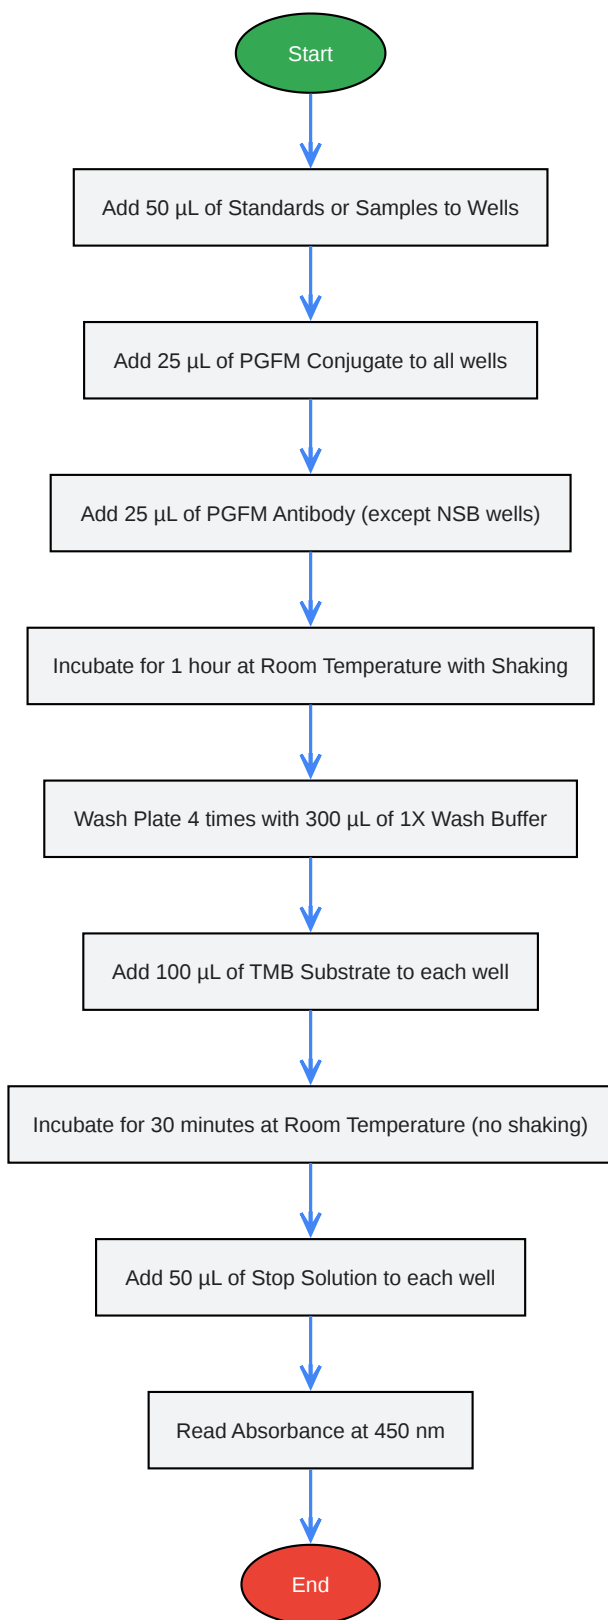 Start
Add 50 µL of Standards or Samples to Wells
Add 25 µL of PGFM Conjugate to all wells
Add 25 µL of PGFM Antibody (except NSB wells)
Incubate for 1 hour at Room Temperature with Shaking
Wash Plate 4 times with 300 µL of 1X Wash Buffer
Add 100 µL of TMB Substrate to each well
Incubate for 30 minutes at Room Temperature (no shaking)
Add 50 µL of Stop Solution to each well
Read Absorbance at 450 nm
End